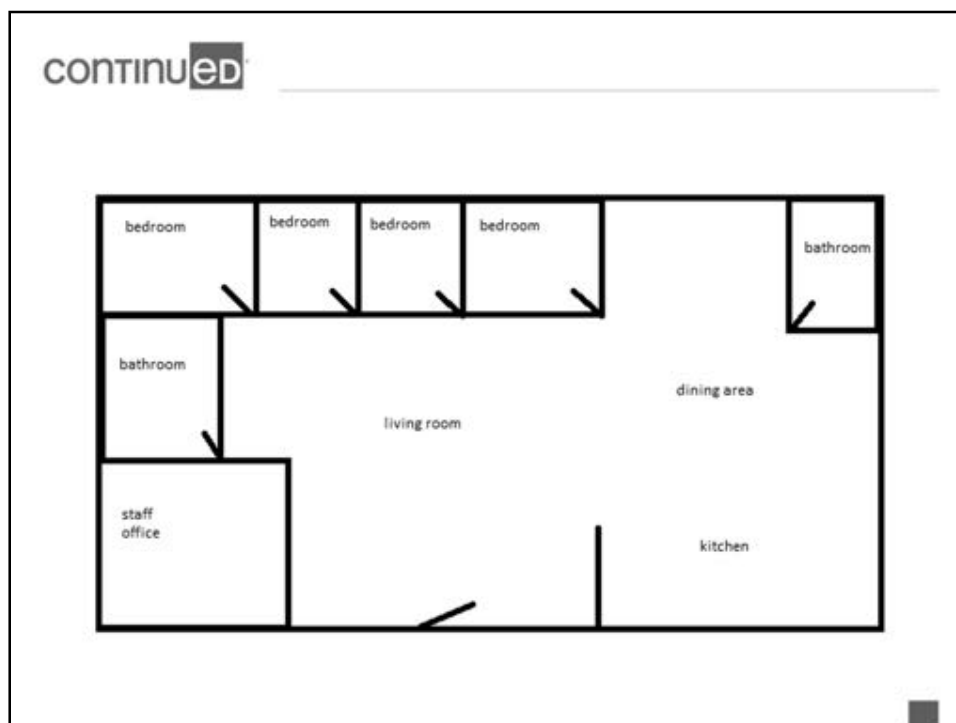 continued
bedroom
bedroom
bedroom
bedroom
bathroom
bathroom
dining area
living room
staff
office
kitchen